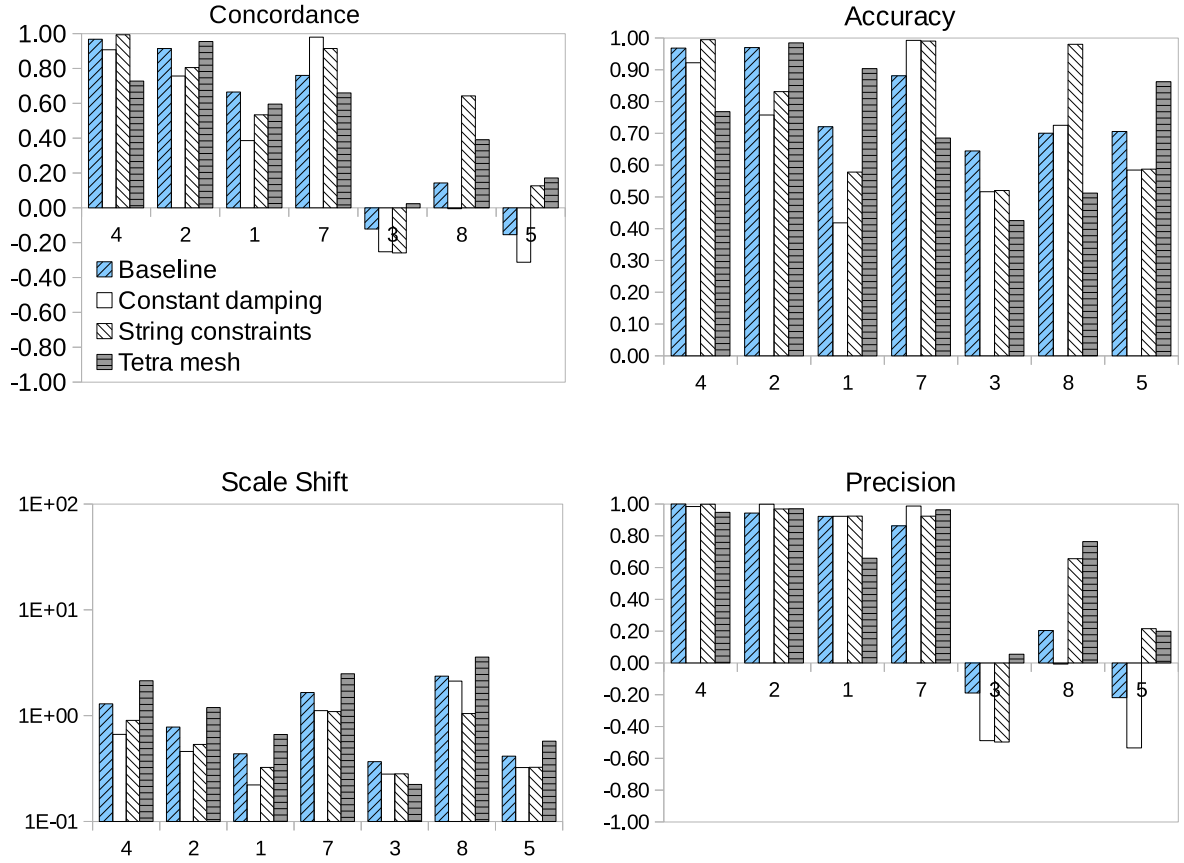 Concordance
1.00
0.80
0.60
0.40
0.20
0.00
-0.20
-0.40
-0.60
-0.80
-1.00
4 2 1 7 3 8 5
Baseline
Constant damping
String constraints
Tetra mesh
Accuracy
1.00
0.90
0.80
0.70
0.60
0.50
0.40
0.30
0.20
0.10
0.00
4 2 1 7 3 8 5
Scale Shift
1E+02
1E+01
1E+00
1E-01
4 2 1 7 3 8 5
Precision
1.00
0.80
0.60
0.40
0.20
0.00
-0.20
-0.40
-0.60
-0.80
-1.00
4 2 1 7 3 8 5